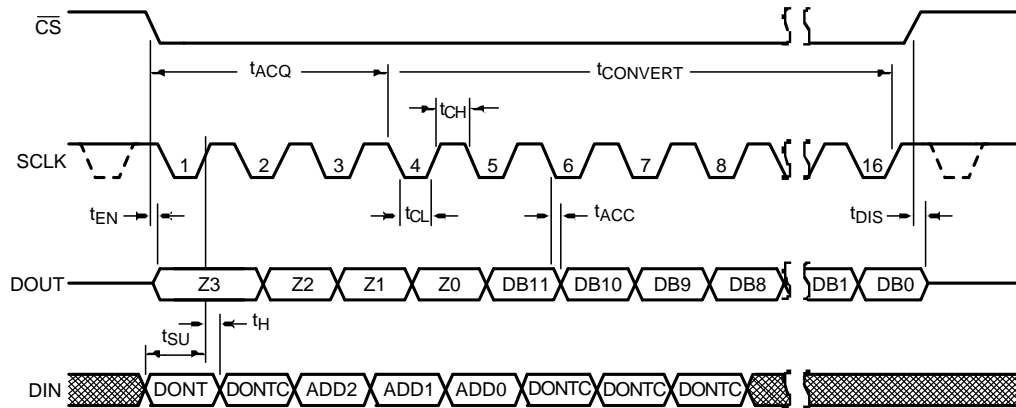 CS
tACQ
tCONVERT
tCH
SCLK
1 2 3 4 5 6 7 8 16
tEN
tCL
tACC
tDIS
DOUT
Z3 Z2 Z1 Z0 DB11 DB10 DB9 DB8 DB1 DB0
tSU
tH
DIN
DONT DONTC ADD2 ADD1 ADD0 DONTC DONTC DONTC